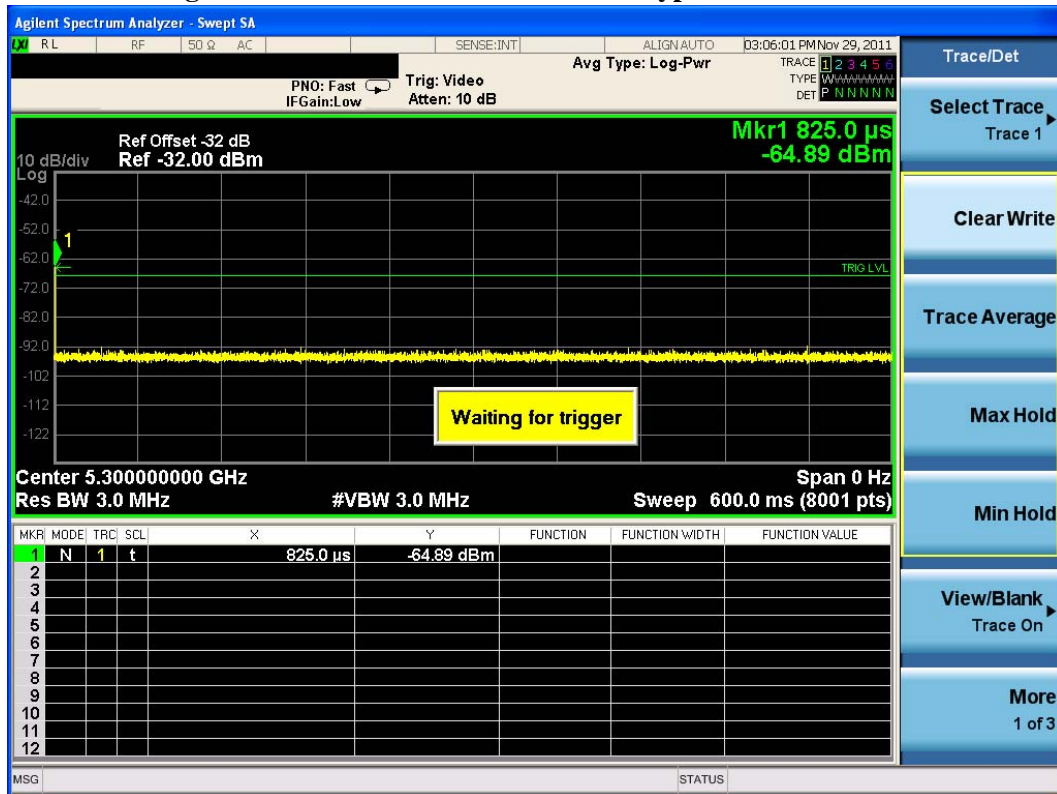 Agilent Spectrum Analyzer - Swept SA
LXI RL RF 50 Ω AC SENSE:INT ALIGN AUTO 03:06:01 PM Nov 29, 2011
Avg Type: Log-Pwr
PNO: Fast
IFGain:Low
Trig: Video
Atten: 10 dB
TRACE 1 2 3 4 5 6
TYPE WWWWWW
DET P N N N N N
Ref Offset -32 dB
Ref -32.00 dBm
10 dB/div
Log
Mkr1 825.0 µs
-64.89 dBm
-42.0
-52.0
1
-62.0
TRIG LVL
-72.0
-82.0
-92.0
-102
-112
-122
Waiting for trigger
Center 5.300000000 GHz Span 0 Hz
Res BW 3.0 MHz #VBW 3.0 MHz Sweep 600.0 ms (8001 pts)
MKR MODE TRC SCL X Y FUNCTION FUNCTION WIDTH FUNCTION VALUE
1 N 1 t 825.0 µs -64.89 dBm
2
3
4
5
6
7
8
9
10
11
12
MSG STATUS
Trace/Det
Select Trace
Trace 1
Clear Write
Trace Average
Max Hold
Min Hold
View/Blank
Trace On
More
1 of 3